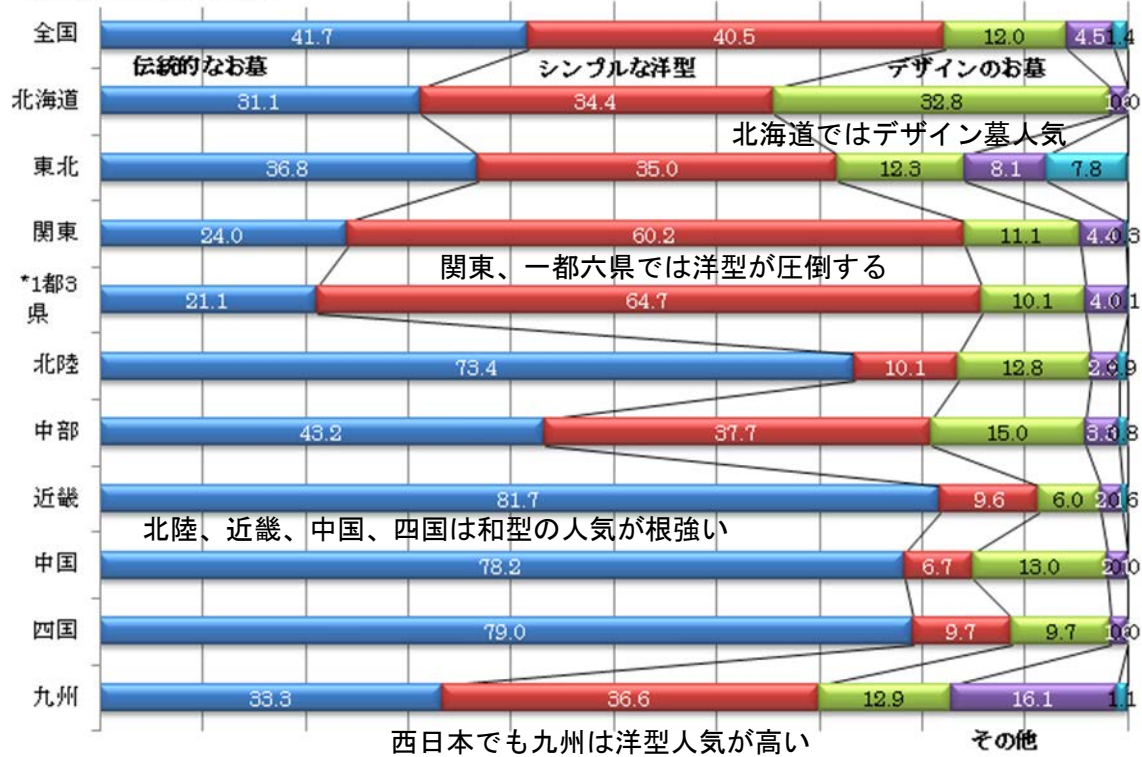 全国 41.7 40.5 12.0 4.5 1.4
伝統的なお墓 シンプルな洋型 デザインのお墓
北海道 31.1 34.4 32.8
北海道ではデザイン墓人気
東北 36.8 35.0 12.3 8.1 7.8
関東 24.0 60.2 11.1 4.4 0.3
関東、一都六県では洋型が圧倒する
*1都3県 21.1 64.7 10.1 4.0
北陸 73.4 10.1 12.8
中部 43.2 37.7 15.0
近畿 81.7 9.6 6.0
北陸、近畿、中国、四国は和型の人気が根強い
中国 78.2 6.7 13.0
四国 79.0 9.7 9.7
九州 33.3 36.6 12.9 16.1 1.1
西日本でも九州は洋型人気が高い その他